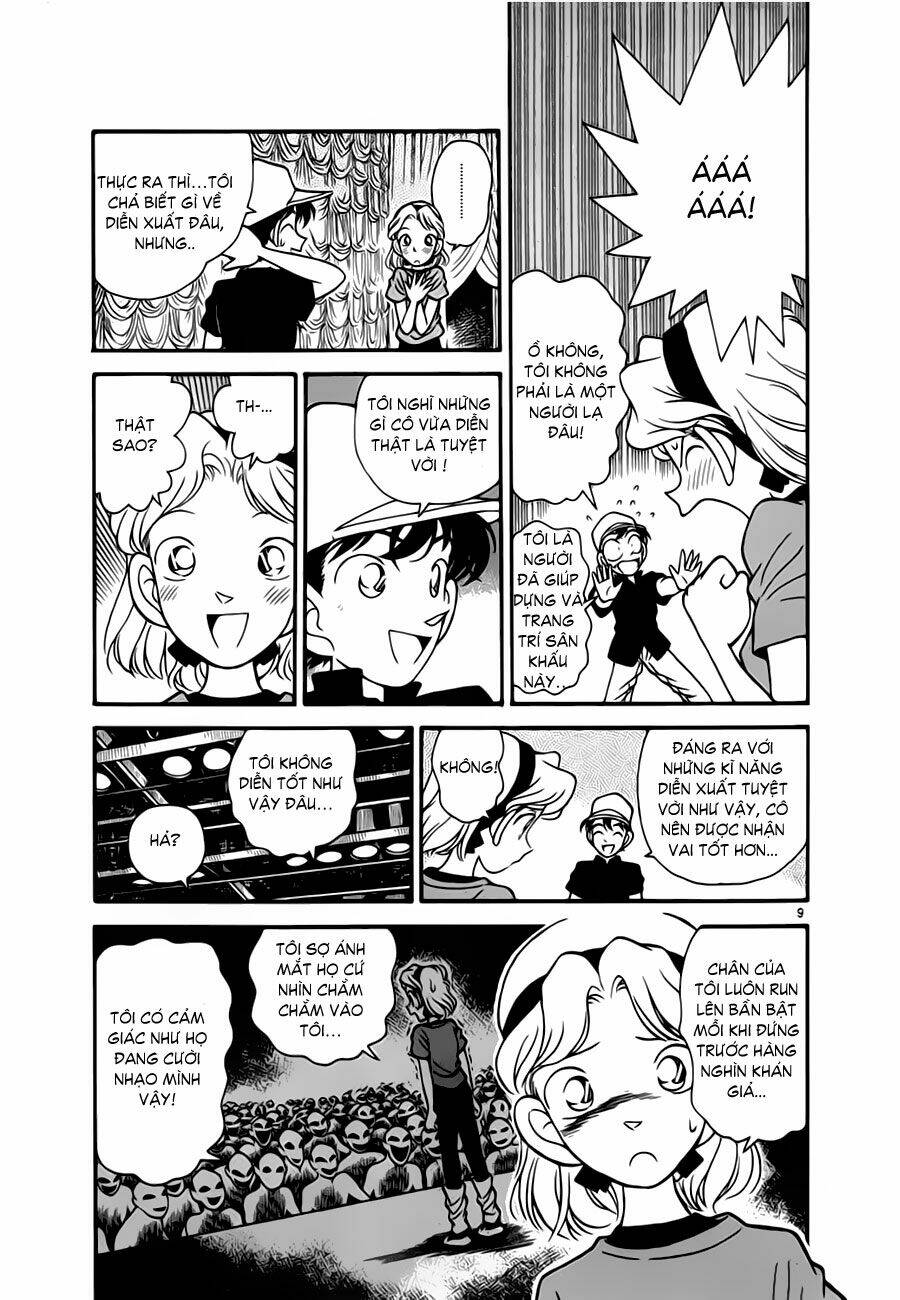 ÁÁÁ
ÁÁÁ!
Ồ KHÔNG,
TÔI KHÔNG
PHẢI LÀ MỘT
NGƯỜI LẠ
ĐÂU!
TÔI LÀ
NGƯỜI
ĐÃ GIÚP
DỰNG VÀ
TRANG
TRÍ SÂN
KHẤU
NÀY...
THỰC RA THÌ...TÔI
CHẢ BIẾT GÌ VỀ
DIỄN XUẤT ĐÂU,
NHƯNG..
..........
TÔI NGHĨ NHỮNG
GÌ CÔ VỪA DIỄN
THẬT LÀ TUYỆT
VỜI !
TH-...
THẬT
SAO?
ĐÁNG RA VỚI
NHỮNG KĨ NĂNG
DIỄN XUẤT TUYỆT
VỜI NHƯ VẬY, CÔ
NÊN ĐƯỢC NHẬN
VAI TỐT HƠN...
KHÔNG!
TÔI KHÔNG
DIỄN TỐT NHƯ
VẬY ĐÂU...
HẢ?
9
CHÂN CỦA
TÔI LUÔN RUN
LÊN BẦN BẬT
MỖI KHI ĐỨNG
TRƯỚC HÀNG
NGHÌN KHÁN
GIẢ...
TÔI SỢ ÁNH
MẮT HỌ CỨ
NHÌN CHẰM
CHẰM VÀO
TÔI...
TÔI CÓ CẢM
GIÁC NHƯ HỌ
ĐANG CƯỜI
NHẠO MÌNH
VẬY!